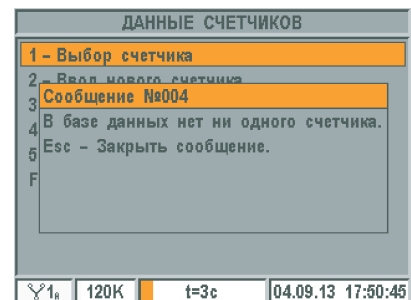 ДАННЫЕ СЧЕТЧИКОВ
1 – Выбор счетчика
2 – Ввод нового счетчика
3
Сообщение №004
4
В базе данных нет ни одного счетчика.
5
Esc – Закрыть сообщение.
F
1₈ 120K t=3c 04.09.13 17:50:45